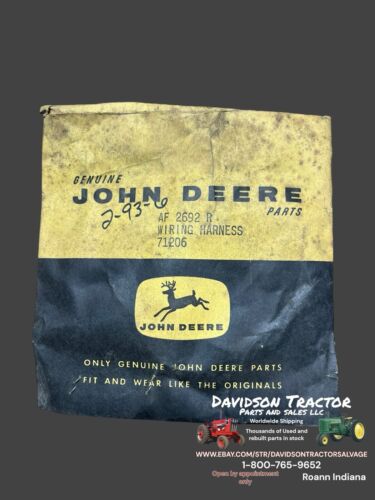 GENUINE
JOHN DEERE
PARTS
2-93-6
AF 2692 R
WIRING HARNESS
71206
JOHN DEERE
ONLY GENUINE JOHN DEERE PARTS
FIT AND WEAR LIKE THE ORIGINALS
Davidson Tractor
Parts and Sales LLC
Worldwide Shipping
Thousands of Used and
rebuilt parts in stock
www.EBAY.COM/STR/DAVIDSONTRACTORSALVAGE
1-800-765-9652
Open by appointment
only
Roann Indiana